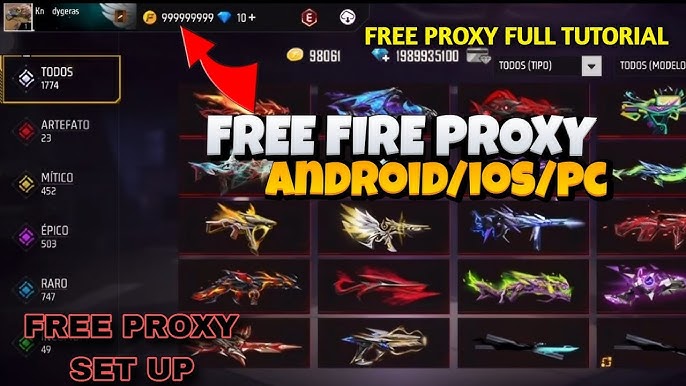 Kn dygeras
999999999
10 +
E
FREE PROXY FULL TUTORIAL
98061
1989935100
TODOS
1774
TODOS (TIPO)
TODOS (MODELO
FREE FIRE PROXY
ANDROID/IOS/PC
ARTEFATO
23
MÍTICO
452
ÉPICO
503
RARO
747
FREE PROXY
SET UP
49